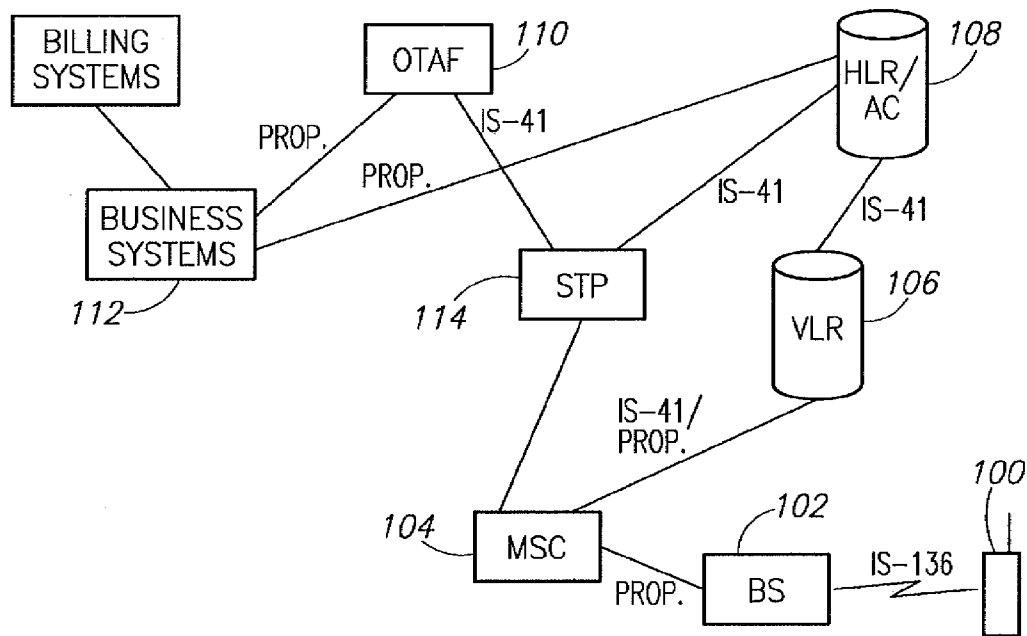 BILLING
SYSTEMS
OTAF
110
HLR/
AC
108
PROP.
IS-41
PROP.
IS-41
IS-41
BUSINESS
SYSTEMS
112
STP
114
VLR
106
IS-41/
PROP.
104
MSC
PROP.
102
BS
IS-136
100